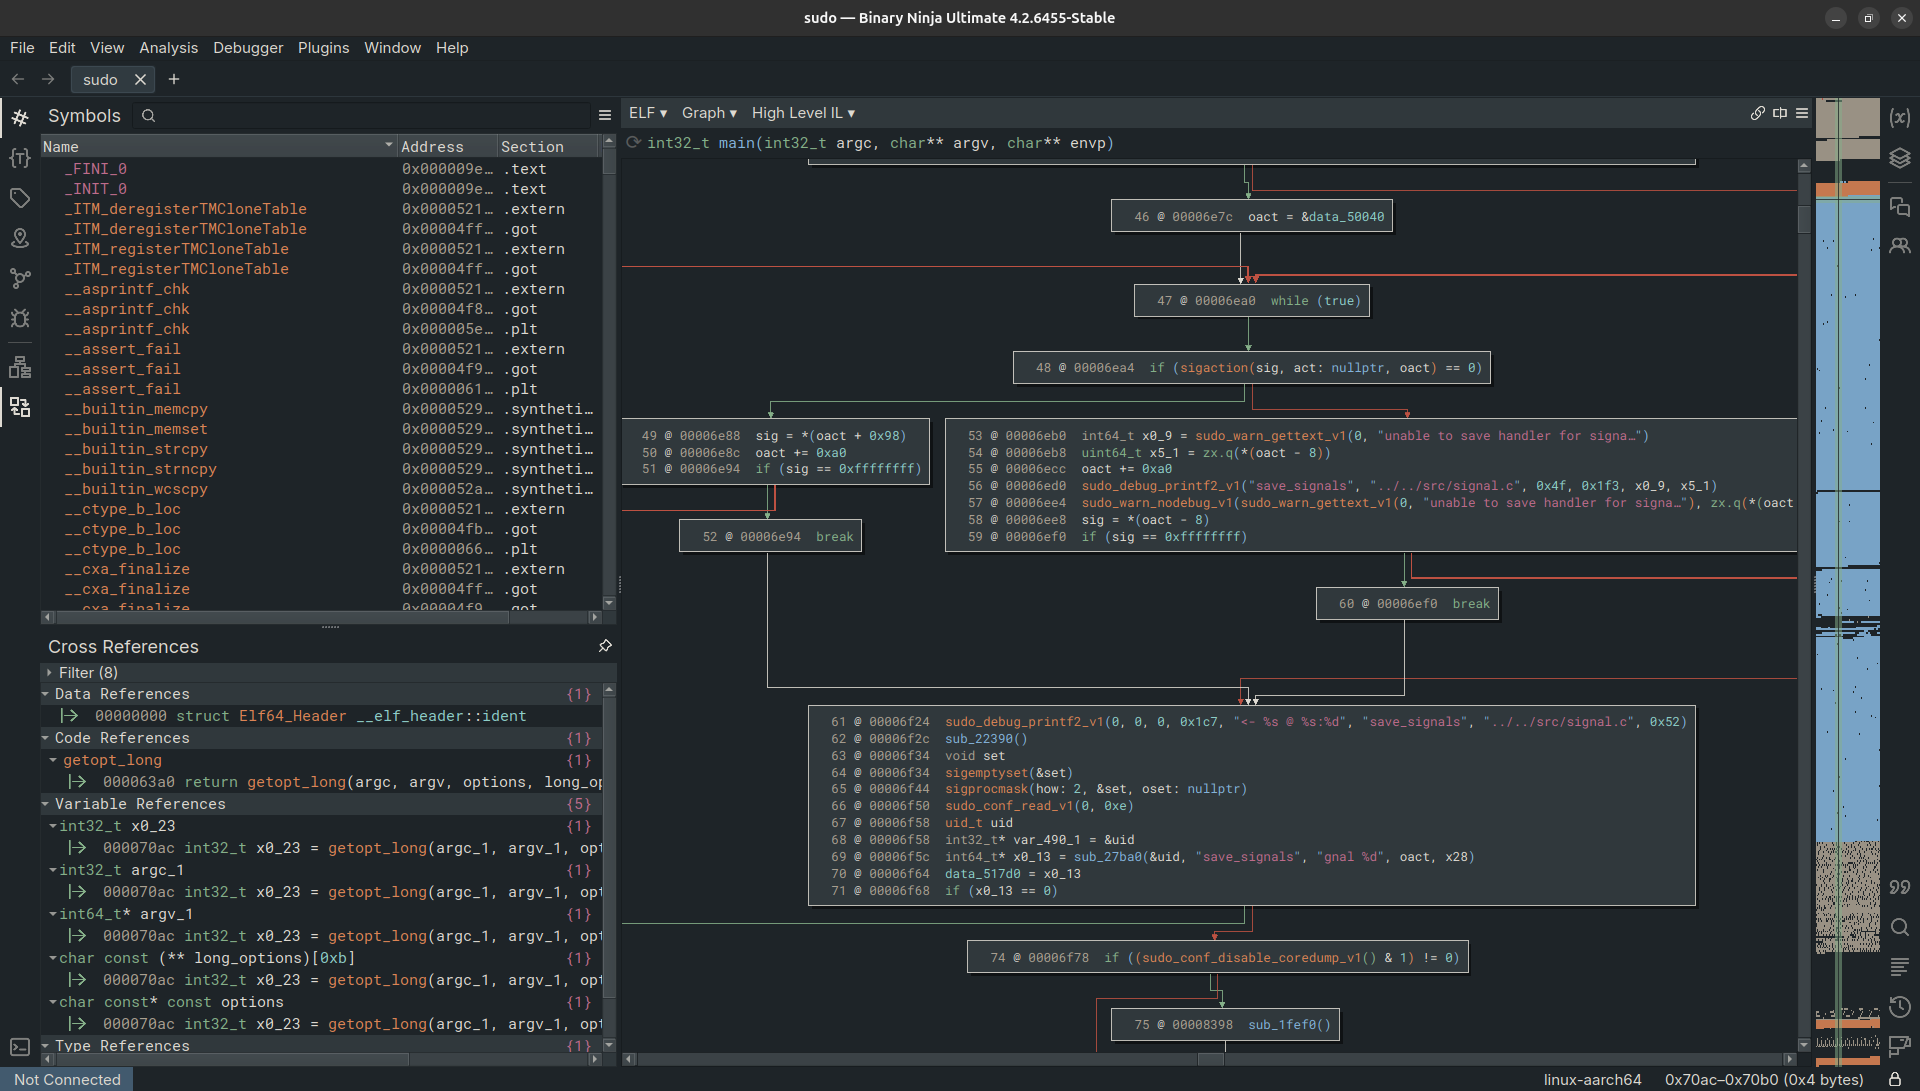 sudo — Binary Ninja Ultimate 4.2.6455-Stable
File Edit View Analysis Debugger Plugins Window Help
sudo
Symbols
Name Address Section
_FINI_0 0x000009e… .text
_INIT_0 0x000009e… .text
_ITM_deregisterTMCloneTable 0x0000521… .extern
_ITM_deregisterTMCloneTable 0x00004ff… .got
_ITM_registerTMCloneTable 0x0000521… .extern
_ITM_registerTMCloneTable 0x00004ff… .got
__asprintf_chk 0x0000521… .extern
__asprintf_chk 0x00004f8… .got
__asprintf_chk 0x000005e… .plt
__assert_fail 0x0000521… .extern
__assert_fail 0x00004f9… .got
__assert_fail 0x0000061… .plt
__builtin_memcpy 0x0000529… .syntheti…
__builtin_memset 0x0000529… .syntheti…
__builtin_strcpy 0x0000529… .syntheti…
__builtin_strncpy 0x0000529… .syntheti…
__builtin_wcscpy 0x000052a… .syntheti…
__ctype_b_loc 0x0000521… .extern
__ctype_b_loc 0x00004fb… .got
__ctype_b_loc 0x0000066… .plt
__cxa_finalize 0x0000521… .extern
__cxa_finalize 0x00004ff… .got
__cxa_finalize 0x00004f9… .got
Cross References
Filter (8)
Data References {1}
00000000 struct Elf64_Header __elf_header::ident
Code References {1}
getopt_long {1}
000063a0 return getopt_long(argc, argv, options, long_op
Variable References {5}
int32_t x0_23 {1}
000070ac int32_t x0_23 = getopt_long(argc_1, argv_1, opt
int32_t argc_1 {1}
000070ac int32_t x0_23 = getopt_long(argc_1, argv_1, opt
int64_t* argv_1 {1}
000070ac int32_t x0_23 = getopt_long(argc_1, argv_1, opt
char const (** long_options)[0xb] {1}
000070ac int32_t x0_23 = getopt_long(argc_1, argv_1, opt
char const* const options {1}
000070ac int32_t x0_23 = getopt_long(argc_1, argv_1, opt
Type References {1}
ELF ▾ Graph ▾ High Level IL ▾
int32_t main(int32_t argc, char** argv, char** envp)
46 @ 00006e7c oact = &data_50040
47 @ 00006ea0 while (true)
48 @ 00006ea4 if (sigaction(sig, act: nullptr, oact) == 0)
49 @ 00006e88 sig = *(oact + 0x98)
50 @ 00006e8c oact += 0xa0
51 @ 00006e94 if (sig == 0xffffffff)
53 @ 00006eb0 int64_t x0_9 = sudo_warn_gettext_v1(0, "unable to save handler for signa…")
54 @ 00006eb8 uint64_t x5_1 = zx.q(*(oact - 8))
55 @ 00006ecc oact += 0xa0
56 @ 00006ed0 sudo_debug_printf2_v1("save_signals", "../../src/signal.c", 0x4f, 0x1f3, x0_9, x5_1)
57 @ 00006ee4 sudo_warn_nodebug_v1(sudo_warn_gettext_v1(0, "unable to save handler for signa…"), zx.q(*(oact
58 @ 00006ee8 sig = *(oact - 8)
59 @ 00006ef0 if (sig == 0xffffffff)
52 @ 00006e94 break
60 @ 00006ef0 break
61 @ 00006f24 sudo_debug_printf2_v1(0, 0, 0, 0x1c7, "<- %s @ %s:%d", "save_signals", "../../src/signal.c", 0x52)
62 @ 00006f2c sub_22390()
63 @ 00006f34 void set
64 @ 00006f34 sigemptyset(&set)
65 @ 00006f44 sigprocmask(how: 2, &set, oset: nullptr)
66 @ 00006f50 sudo_conf_read_v1(0, 0xe)
67 @ 00006f58 uid_t uid
68 @ 00006f58 int32_t* var_490_1 = &uid
69 @ 00006f5c int64_t* x0_13 = sub_27ba0(&uid, "save_signals", "gnal %d", oact, x28)
70 @ 00006f64 data_517d0 = x0_13
71 @ 00006f68 if (x0_13 == 0)
74 @ 00006f78 if ((sudo_conf_disable_coredump_v1() & 1) != 0)
75 @ 00008398 sub_1fef0()
Not Connected
linux-aarch64 0x70ac–0x70b0 (0x4 bytes)